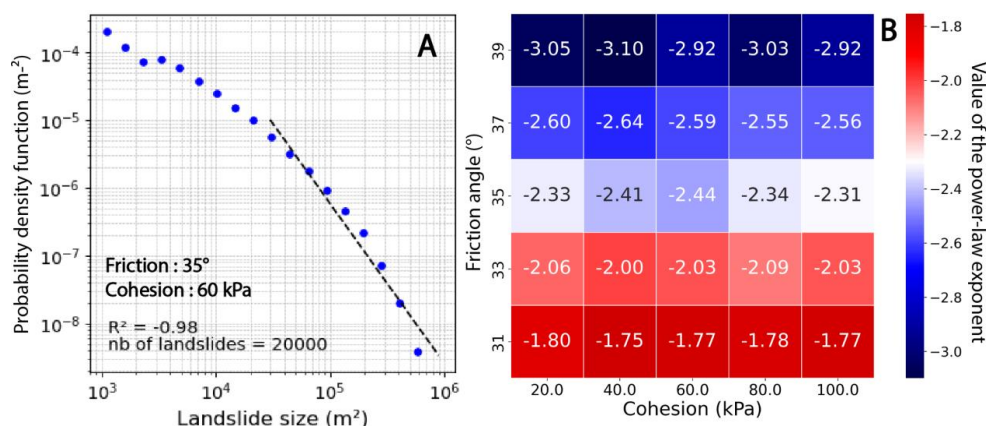 A
Probability density function (m⁻²)
10⁻⁴
10⁻⁵
10⁻⁶
10⁻⁷
10⁻⁸
Friction : 35°
Cohesion : 60 kPa
R² = -0.98
nb of landslides = 20000
10³ 10⁴ 10⁵ 10⁶
Landslide size (m²)
B
Friction angle (°)
39 -3.05 -3.10 -2.92 -3.03 -2.92
37 -2.60 -2.64 -2.59 -2.55 -2.56
35 -2.33 -2.41 -2.44 -2.34 -2.31
33 -2.06 -2.00 -2.03 -2.09 -2.03
31 -1.80 -1.75 -1.77 -1.78 -1.77
20.0 40.0 60.0 80.0 100.0
Cohesion (kPa)
-1.8
-2.0
-2.2
-2.4
-2.6
-2.8
-3.0
Value of the power-law exponent